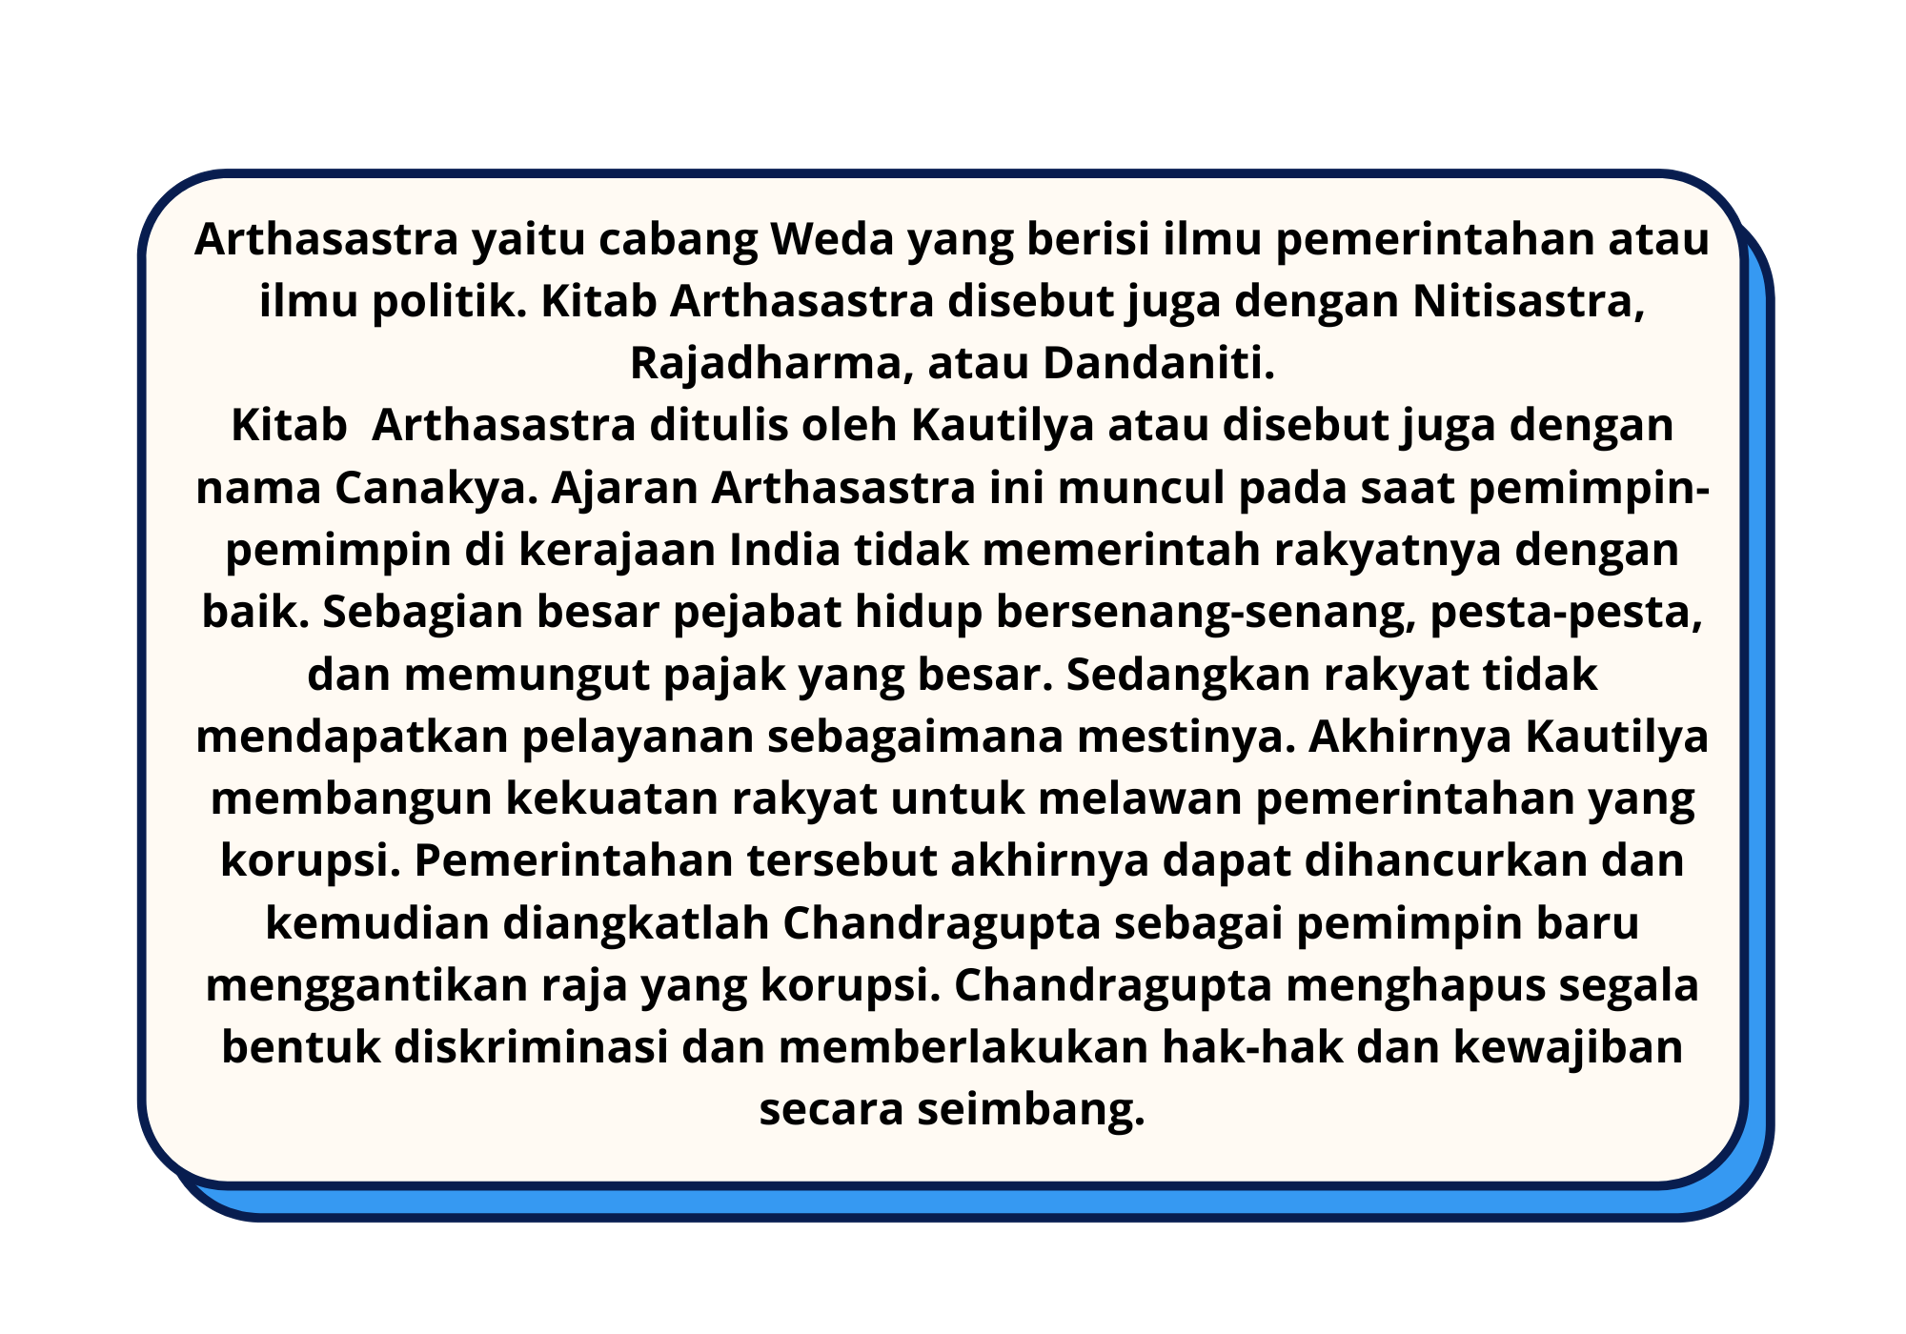 Arthasastra yaitu cabang Weda yang berisi ilmu pemerintahan atau
ilmu politik. Kitab Arthasastra disebut juga dengan Nitisastra,
Rajadharma, atau Dandaniti.
Kitab  Arthasastra ditulis oleh Kautilya atau disebut juga dengan
nama Canakya. Ajaran Arthasastra ini muncul pada saat pemimpin-
pemimpin di kerajaan India tidak memerintah rakyatnya dengan
baik. Sebagian besar pejabat hidup bersenang-senang, pesta-pesta,
dan memungut pajak yang besar. Sedangkan rakyat tidak
mendapatkan pelayanan sebagaimana mestinya. Akhirnya Kautilya
membangun kekuatan rakyat untuk melawan pemerintahan yang
korupsi. Pemerintahan tersebut akhirnya dapat dihancurkan dan
kemudian diangkatlah Chandragupta sebagai pemimpin baru
menggantikan raja yang korupsi. Chandragupta menghapus segala
bentuk diskriminasi dan memberlakukan hak-hak dan kewajiban
secara seimbang.